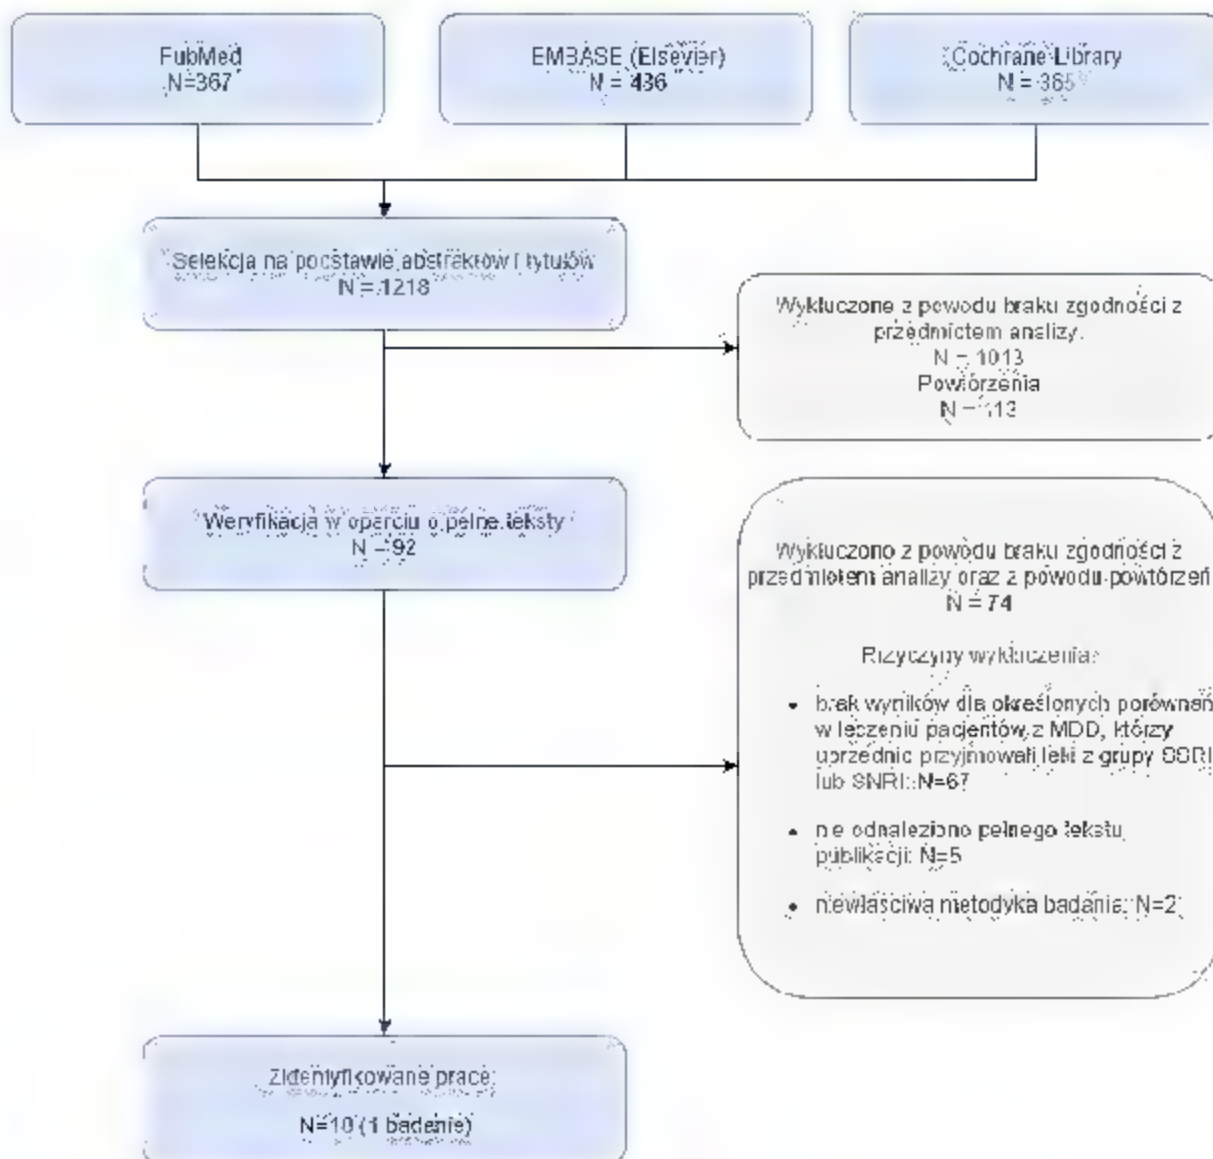 PubMed
N=367
EMBASE (Elsevier)
N = 486
Cochrane Library
N = 365
Selekcja na podstawie abstraktów i tytułów
N = 1218
Wykluczone z powodu braku zgodności z
przedmiotem analizy:
N = 1013
Powtórzenia
N = 113
Weryfikacja w oparciu o pełne teksty
N = 92
Wykluczono z powodu braku zgodności z
przedmiotem analizy oraz z powodu powtórzeń
N = 74
Przyczyny wykluczenia:
• brak wyników dla określonych porównań
w leczeniu pacjentów z MDD, którzy
uprzednio przyjmowali leki z grupy SSRI
lub SNRI: N=67
• nie odnaleziono pełnego tekstu
publikacji: N=5
• niewłaściwa metodyka badania: N=2
Zidentyfikowane prace:
N=18 (1 badanie)